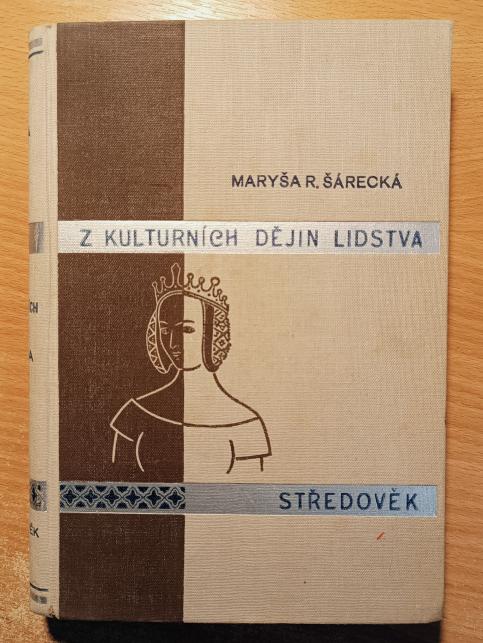 MARYŠA R. ŠÁRECKÁ
Z KULTURNÍCH DĚJIN LIDSTVA
STŘEDOVĚK